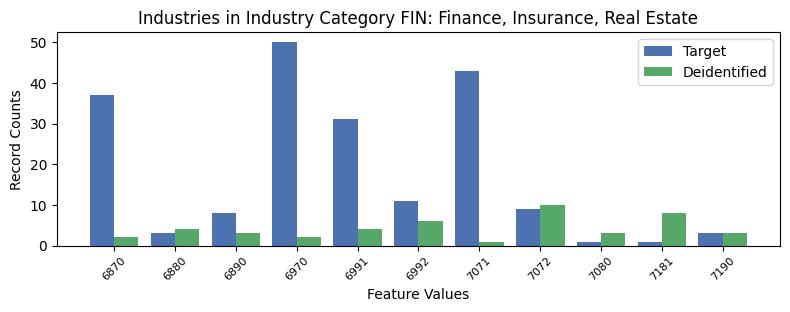 Industries in Industry Category FIN: Finance, Insurance, Real Estate
Target
Deidentified
Record Counts
50
40
30
20
10
0
6870 6880 6890 6970 6991 6992 7071 7072 7080 7181 7190
Feature Values